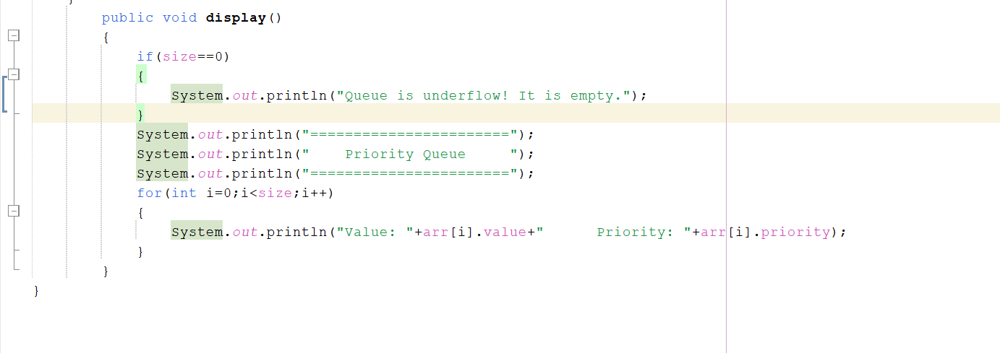 }
public void display()
{
if(size==0)
{
System.out.println("Queue is underflow! It is empty.");
}
System.out.println("=======================");
System.out.println("    Priority Queue     ");
System.out.println("=======================");
for(int i=0;i<size;i++)
{
System.out.println("Value: "+arr[i].value+"      Priority: "+arr[i].priority);
}
}
}